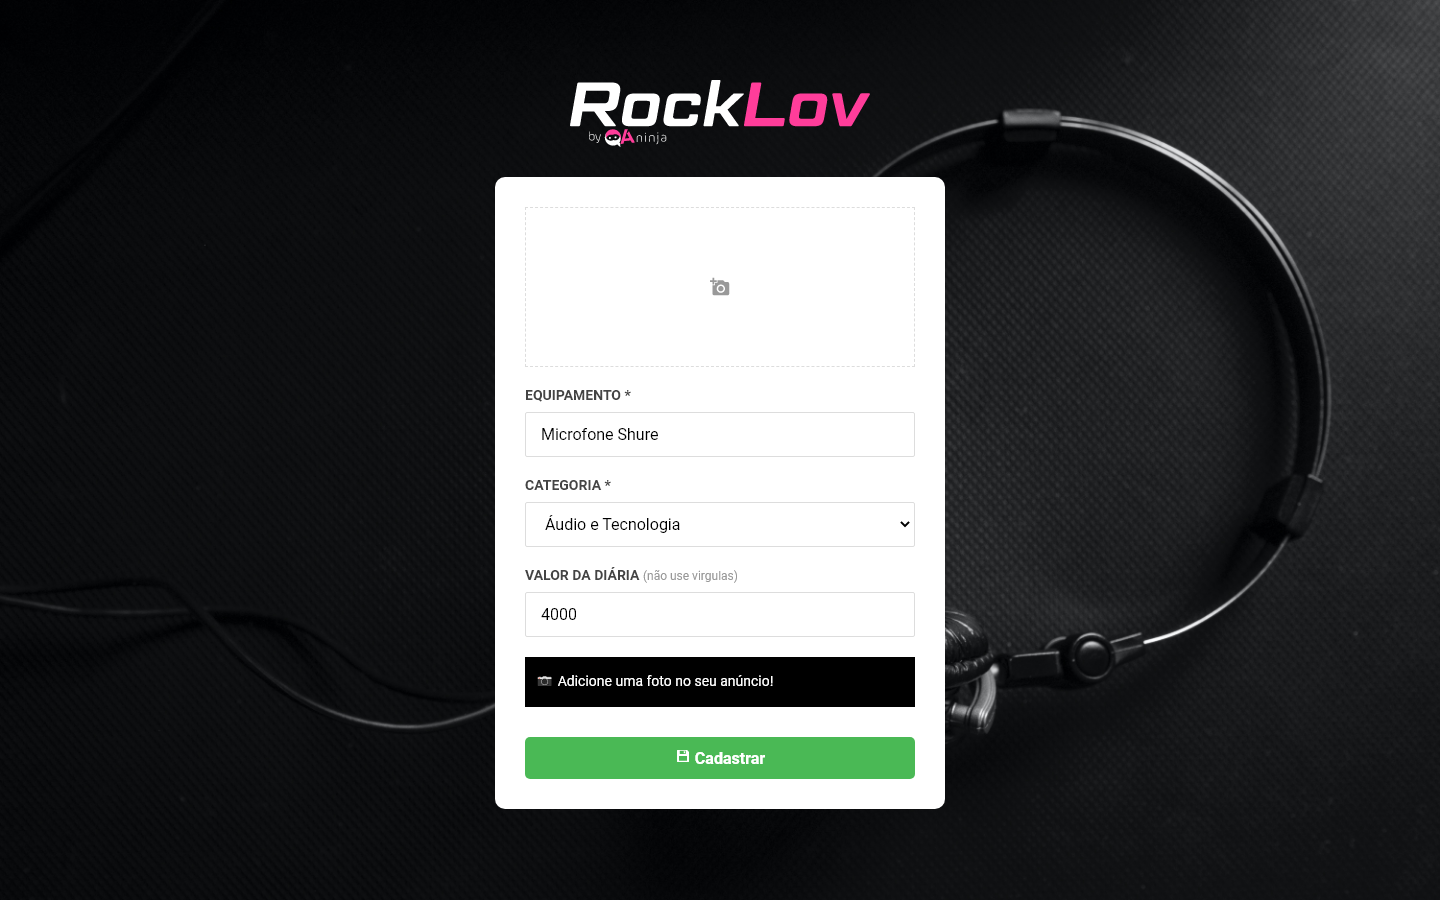 RockLov
by QAninja
EQUIPAMENTO *
Microfone Shure
CATEGORIA *
Áudio e Tecnologia
VALOR DA DIÁRIA (não use virgulas)
4000
Adicione uma foto no seu anúncio!
Cadastrar